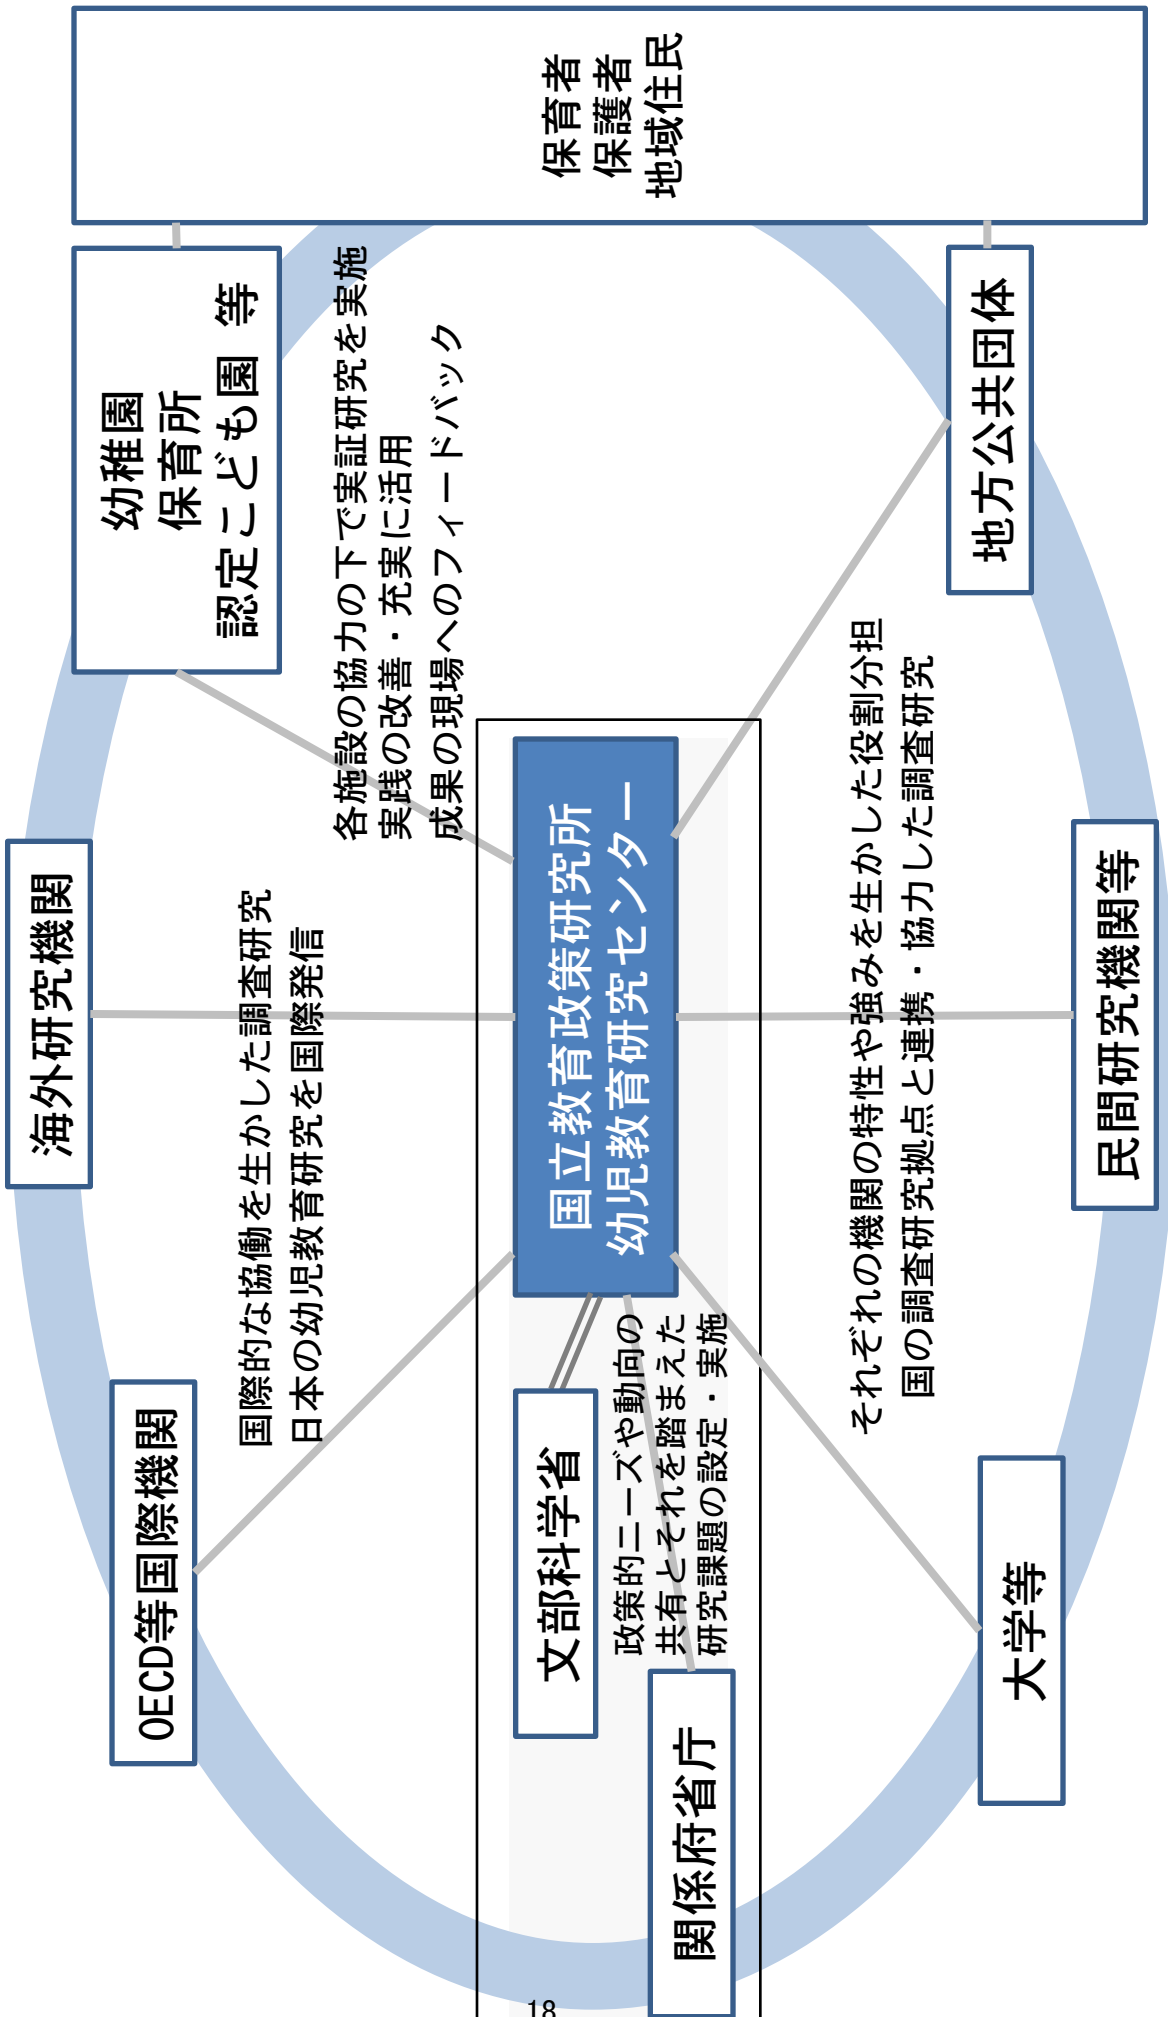 海外研究機関
OECD等国際機関
幼稚園
保育所
認定こども園 等
保育者
保護者
地域住民
国際的な協働を生かした調査研究
日本の幼児教育研究を国際発信
各施設の協力の下で実証研究を実施
実践の改善・充実に活用
成果の現場へのフィードバック
国立教育政策研究所
幼児教育研究センター
文部科学省
政策的ニーズや動向の
共有とそれを踏まえた
研究課題の設定・実施
関係府省庁
それぞれの機関の特性や強みを生かした役割分担
国の調査研究拠点と連携・協力した調査研究
大学等
民間研究機関等
地方公共団体
18